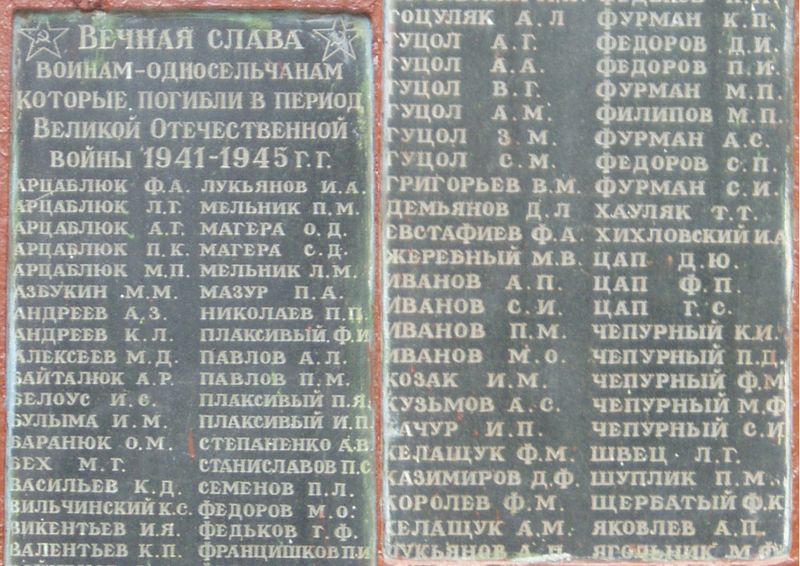 ВЕЧНАЯ СЛАВА
ВОИНАМ-ОДНОСЕЛЬЧАНАМ
КОТОРЫЕ ПОГИБЛИ В ПЕРИОД
ВЕЛИКОЙ ОТЕЧЕСТВЕННОЙ
ВОЙНЫ 1941-1945 Г.Г.
АРЦАБЛЮК Ф.А.
АРЦАБЛЮК Л.Г.
АРЦАБЛЮК А.Г.
АРЦАБЛЮК П.К.
АРЦАБЛЮК М.П.
АЗБУКИН М.М.
АНДРЕЕВ А.З.
АНДРЕЕВ К.Л.
АЛЕКСЕЕВ М.Д.
БАЙТАЛЮК А.Р.
БЕЛОУС И.С.
БУЛЫМА И.М.
БАРАНЮК О.М.
БЕХ М.Г.
ВАСИЛЬЕВ К.Д.
ВИЛЬЧИНСКИЙ К.С.
ВИКЕНТЬЕВ И.Я.
ВАЛЕНТЬЕВ К.П.
ЛУКЬЯНОВ И.А.
МЕЛЬНИК П.М.
МАГЕРА О.Д.
МАГЕРА С.Д.
МЕЛЬНИК Л.М.
МАЗУР П.А.
НИКОЛАЕВ П.П.
ПЛАКСИВЫЙ Ф.И
ПАВЛОВ А.Л.
ПАВЛОВ П.М.
ПЛАКСИВЫЙ П.Я.
ПЛАКСИВЫЙ И.П.
СТЕПАНЕНКО А.В.
СТАНИСЛАВОВ П.С.
СЕМЕНОВ П.Л.
ФЕДОРОВ М.О.
ФЕДЬКОВ Г.Ф.
ФРАНЦИШКОВ П.И
ГОЦУЛЯК А.Л
ГУЦОЛ А.Г.
ГУЦОЛ А.А.
ГУЦОЛ В.Г.
ГУЦОЛ А.М.
ГУЦОЛ З.М.
ГУЦОЛ С.М.
ГРИГОРЬЕВ В.М.
ДЕМЬЯНОВ Д.Л
ЕВСТАФИЕВ Ф.А.
ЖЕРЕБНЫЙ М.В.
ИВАНОВ А.П.
ИВАНОВ С.И.
ИВАНОВ П.М.
ИВАНОВ М.О.
КОЗАК И.М.
КУЗЬМОВ А.С.
КАЧУР И.П.
КЕЛАЩУК Ф.М.
КАЗИМИРОВ Д.Ф.
КОРОЛЕВ Ф.М.
КЕЛАЩУК А.М.
ЛУКЬЯНОВ
ФУРМАН К.П.
ФЕДОРОВ Д.И.
ФЕДОРОВ П.И.
ФУРМАН М.П.
ФИЛИПОВ М.П.
ФУРМАН А.С.
ФЕДОРОВ С.П.
ФУРМАН С.И.
ХАУЛЯК Т.Т.
ХИХЛОВСКИЙ И.А
ЦАП Д.Ю.
ЦАП Ф.П.
ЦАП Г.С.
ЧЕПУРНЫЙ К.И.
ЧЕПУРНЫЙ П.Д
ЧЕПУРНЫЙ Ф.М
ЧЕПУРНЫЙ М.Ф
ЧЕПУРНЫЙ С.И
ШВЕЦ Л.Г.
ШУПЛИК П.М.
ЩЕРБАТЫЙ Ф.К
ЯКОВЛЕВ А.П.
ЯГОЛЬНИК М.Ф